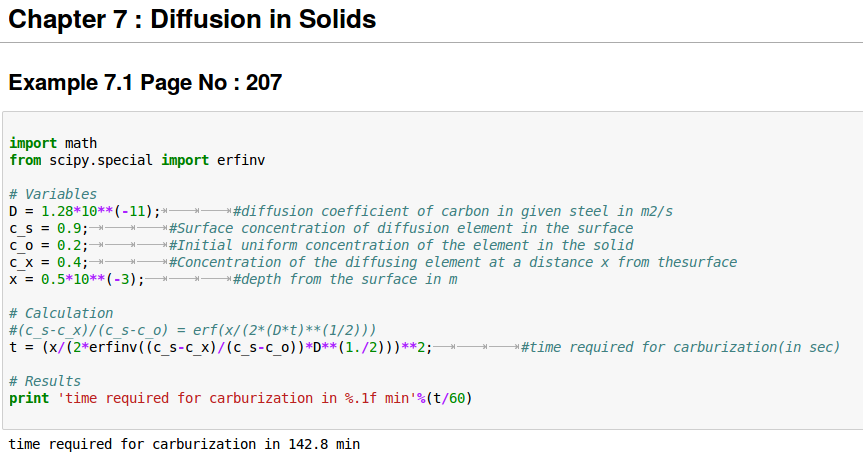 Chapter 7 : Diffusion in Solids
Example 7.1 Page No : 207
import math
from scipy.special import erfinv
# Variables
D = 1.28*10**(-11); #diffusion coefficient of carbon in given steel in m2/s
c_s = 0.9; #Surface concentration of diffusion element in the surface
c_o = 0.2; #Initial uniform concentration of the element in the solid
c_x = 0.4; #Concentration of the diffusing element at a distance x from thesurface
x = 0.5*10**(-3); #depth from the surface in m
# Calculation
#(c_s-c_x)/(c_s-c_o) = erf(x/(2*(D*t)**(1/2)))
t = (x/(2*erfinv((c_s-c_x)/(c_s-c_o))*D**(1./2)))**2; #time required for carburization(in sec)
# Results
print 'time required for carburization in %.1f min'%(t/60)
time required for carburization in 142.8 min